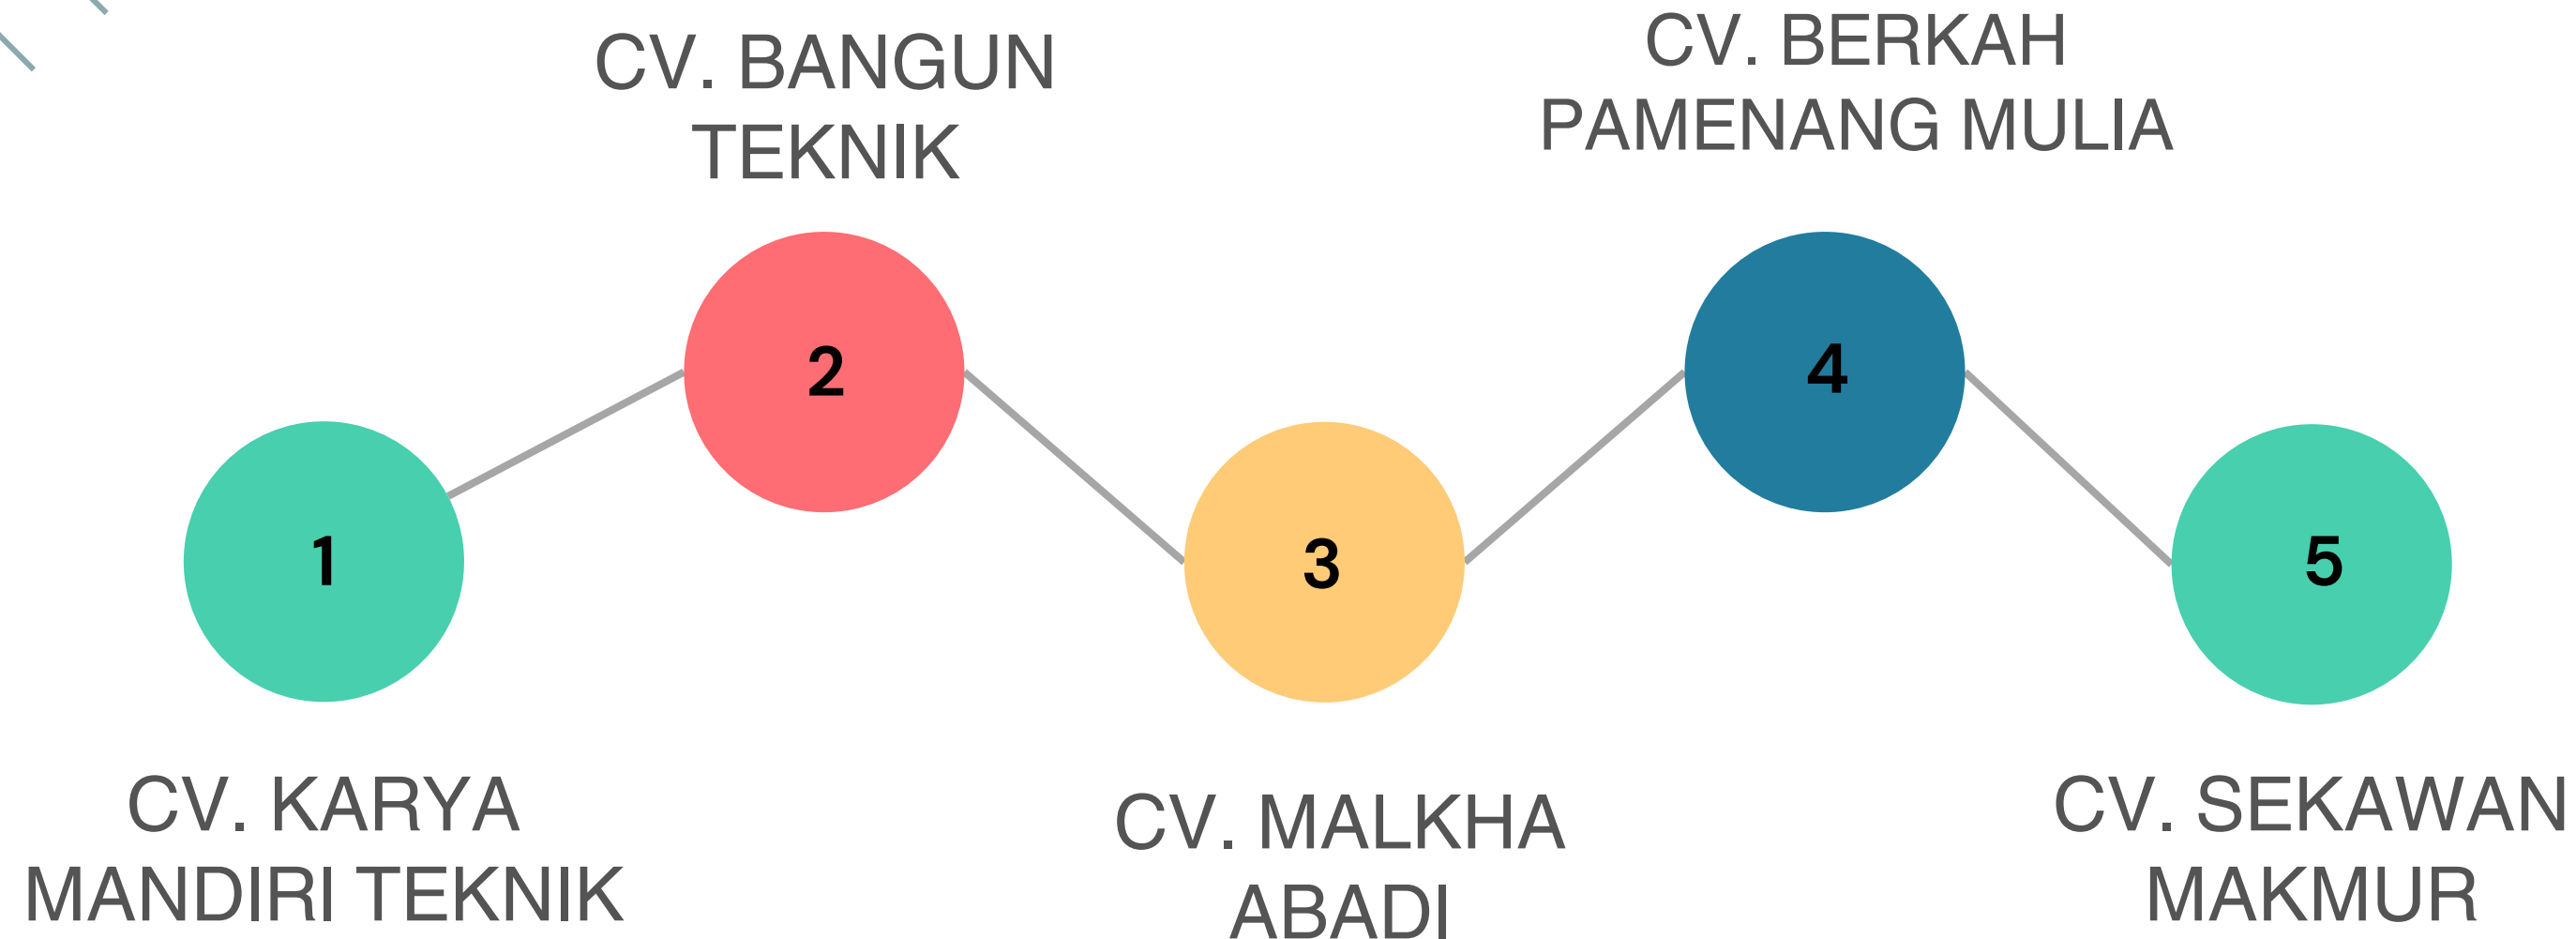 CV. BANGUN
TEKNIK
CV. BERKAH
PAMENANG MULIA
2
4
1
3
5
CV. KARYA
MANDIRI TEKNIK
CV. MALKHA
ABADI
CV. SEKAWAN
MAKMUR